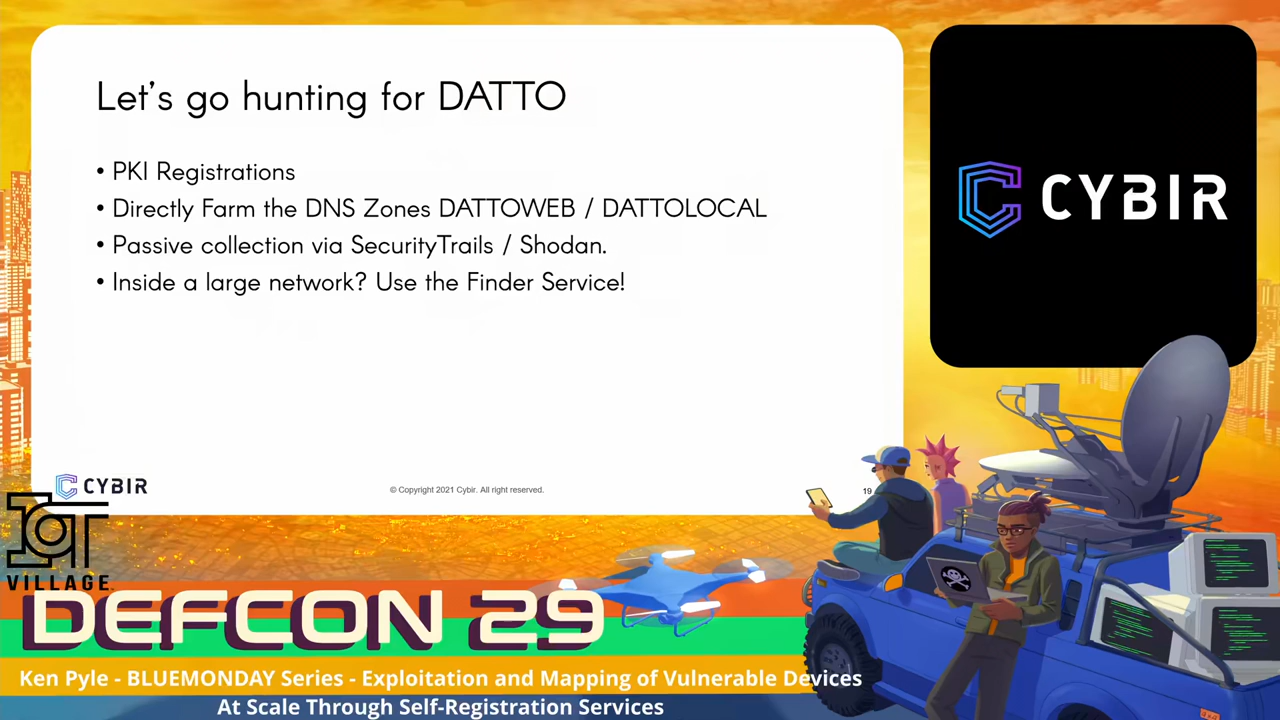 Let's go hunting for DATTO
• PKI Registrations
• Directly Farm the DNS Zones DATTOWEB / DATTOLOCAL
• Passive collection via SecurityTrails / Shodan.
• Inside a large network? Use the Finder Service!
CYBIR
© Copyright 2021 Cybir. All right reserved.
19
CYBIR
IoT
VILLAGE
DEFCON 29
Ken Pyle - BLUEMONDAY Series - Exploitation and Mapping of Vulnerable Devices
At Scale Through Self-Registration Services